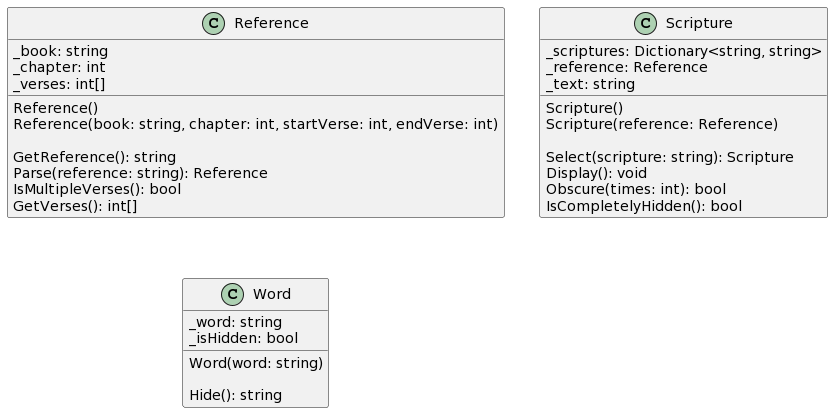 C Reference
_book: string
_chapter: int
_verses: int[]
Reference()
Reference(book: string, chapter: int, startVerse: int, endVerse: int)
GetReference(): string
Parse(reference: string): Reference
IsMultipleVerses(): bool
GetVerses(): int[]
C Scripture
_scriptures: Dictionary<string, string>
_reference: Reference
_text: string
Scripture()
Scripture(reference: Reference)
Select(scripture: string): Scripture
Display(): void
Obscure(times: int): bool
IsCompletelyHidden(): bool
C Word
_word: string
_isHidden: bool
Word(word: string)
Hide(): string